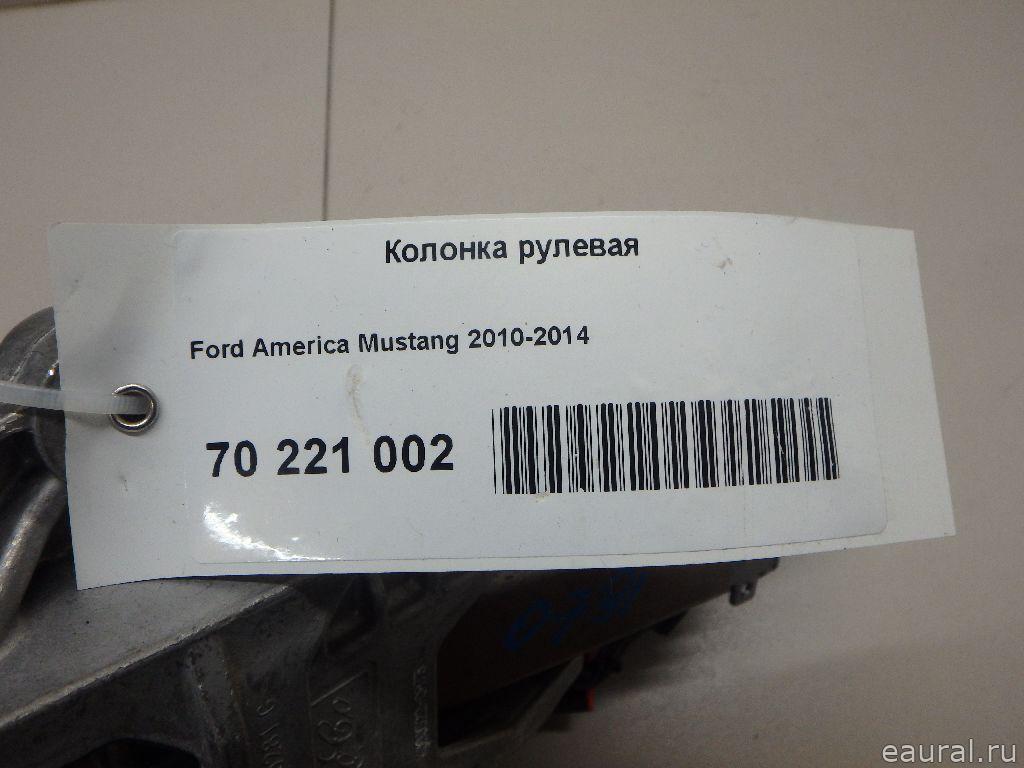 Колонка рулевая
Ford America Mustang 2010-2014
70 221 002
eaural.ru